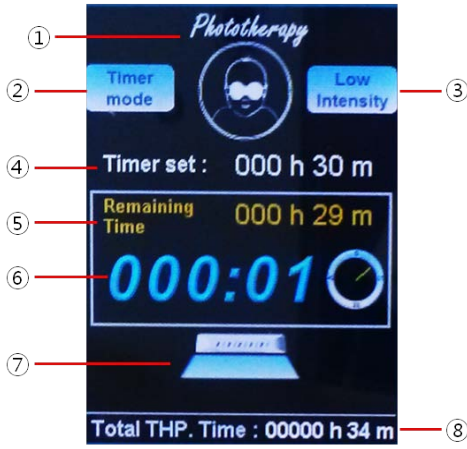 ① Phototherapy
② Timer mode
Low Intensity ③
④ Timer set : 000 h 30 m
⑤ Remaining Time 000 h 29 m
⑥ 000:01
⑦
Total THP. Time : 00000 h 34 m ⑧